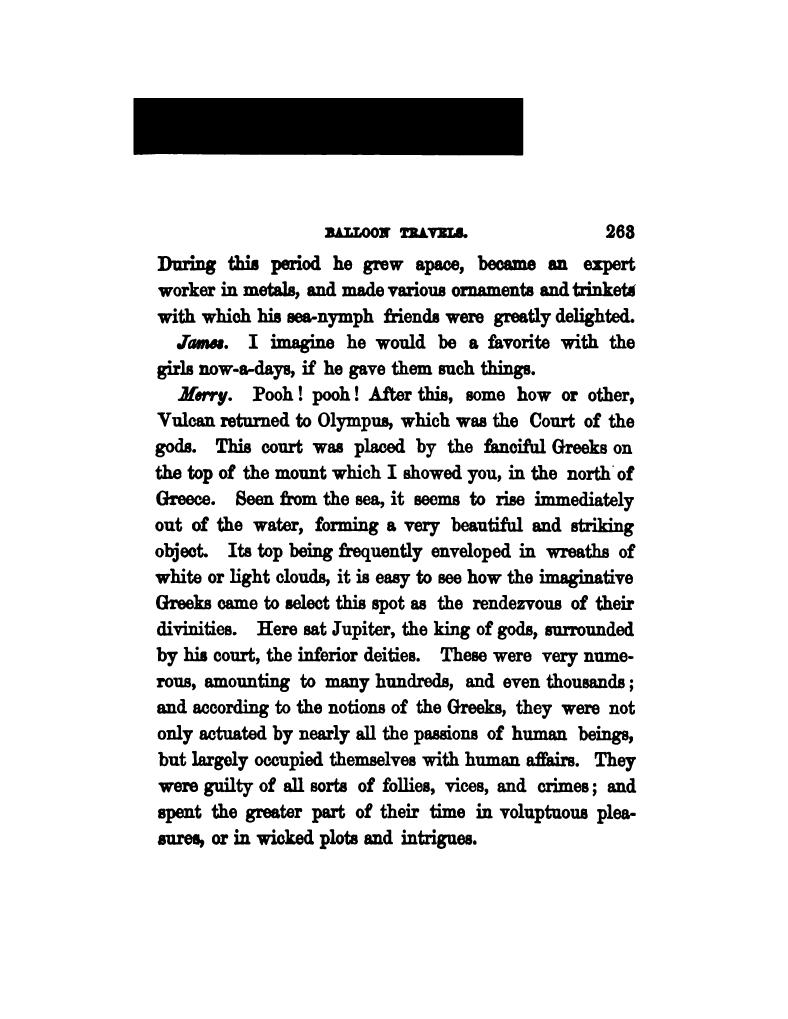 BALLOON TRAVELS. 263
During this period he grew apace, became an expert
worker in metals, and made various ornaments and trinkets
with which his sea-nymph friends were greatly delighted.
James. I imagine he would be a favorite with the
girls now-a-days, if he gave them such things.
Merry. Pooh! pooh! After this, some how or other,
Vulcan returned to Olympus, which was the Court of the
gods. This court was placed by the fanciful Greeks on
the top of the mount which I showed you, in the north of
Greece. Seen from the sea, it seems to rise immediately
out of the water, forming a very beautiful and striking
object. Its top being frequently enveloped in wreaths of
white or light clouds, it is easy to see how the imaginative
Greeks came to select this spot as the rendezvous of their
divinities. Here sat Jupiter, the king of gods, surrounded
by his court, the inferior deities. These were very nume-
rous, amounting to many hundreds, and even thousands;
and according to the notions of the Greeks, they were not
only actuated by nearly all the passions of human beings,
but largely occupied themselves with human affairs. They
were guilty of all sorts of follies, vices, and crimes; and
spent the greater part of their time in voluptuous plea-
sures, or in wicked plots and intrigues.